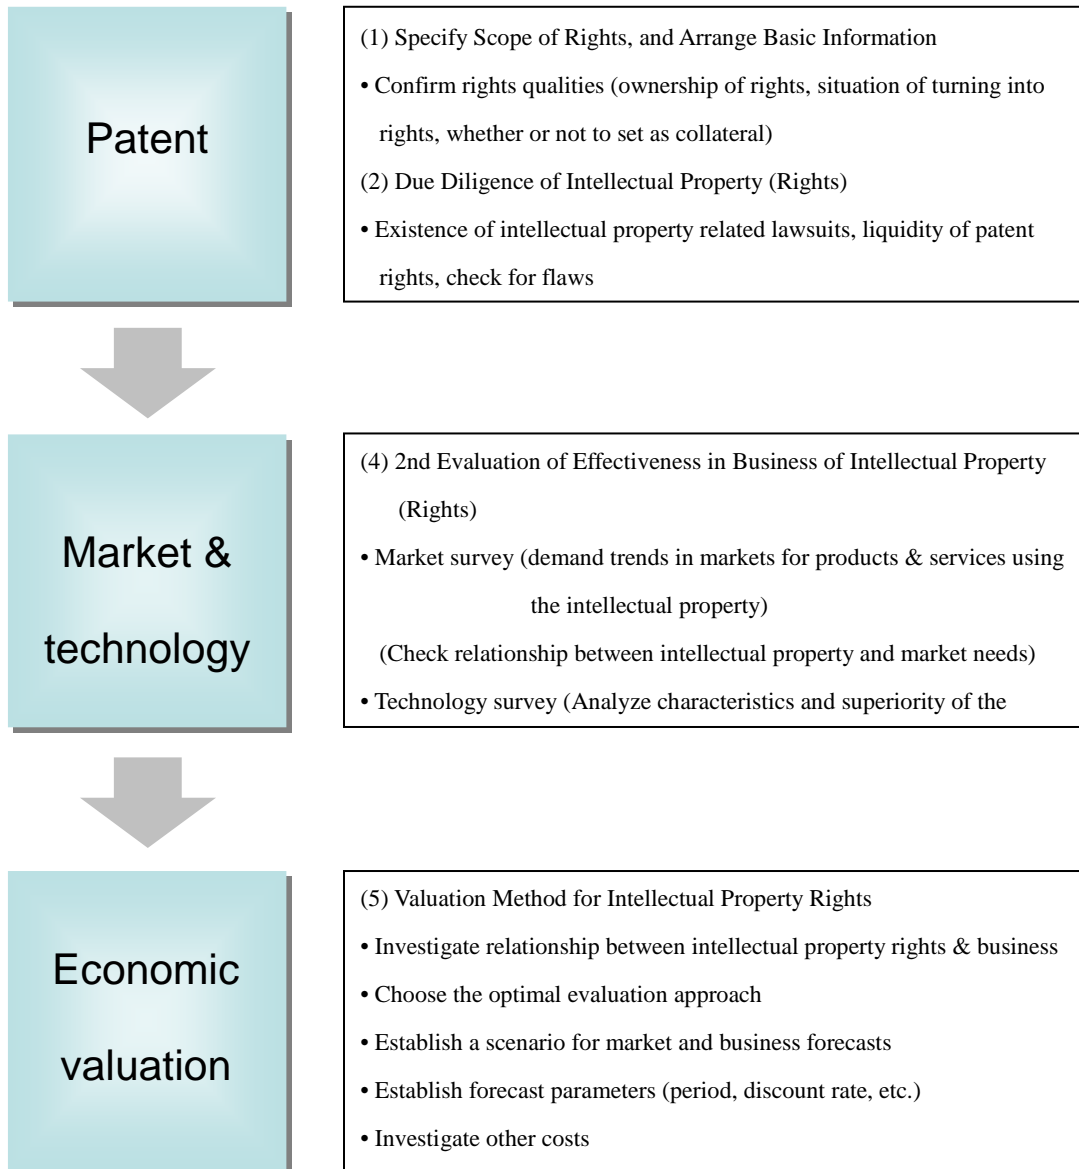 Patent
(1) Specify Scope of Rights, and Arrange Basic Information
• Confirm rights qualities (ownership of rights, situation of turning into
rights, whether or not to set as collateral)
(2) Due Diligence of Intellectual Property (Rights)
• Existence of intellectual property related lawsuits, liquidity of patent
rights, check for flaws
Market &
technology
(4) 2nd Evaluation of Effectiveness in Business of Intellectual Property
(Rights)
• Market survey (demand trends in markets for products & services using
the intellectual property)
(Check relationship between intellectual property and market needs)
• Technology survey (Analyze characteristics and superiority of the
Economic
valuation
(5) Valuation Method for Intellectual Property Rights
• Investigate relationship between intellectual property rights & business
• Choose the optimal evaluation approach
• Establish a scenario for market and business forecasts
• Establish forecast parameters (period, discount rate, etc.)
• Investigate other costs